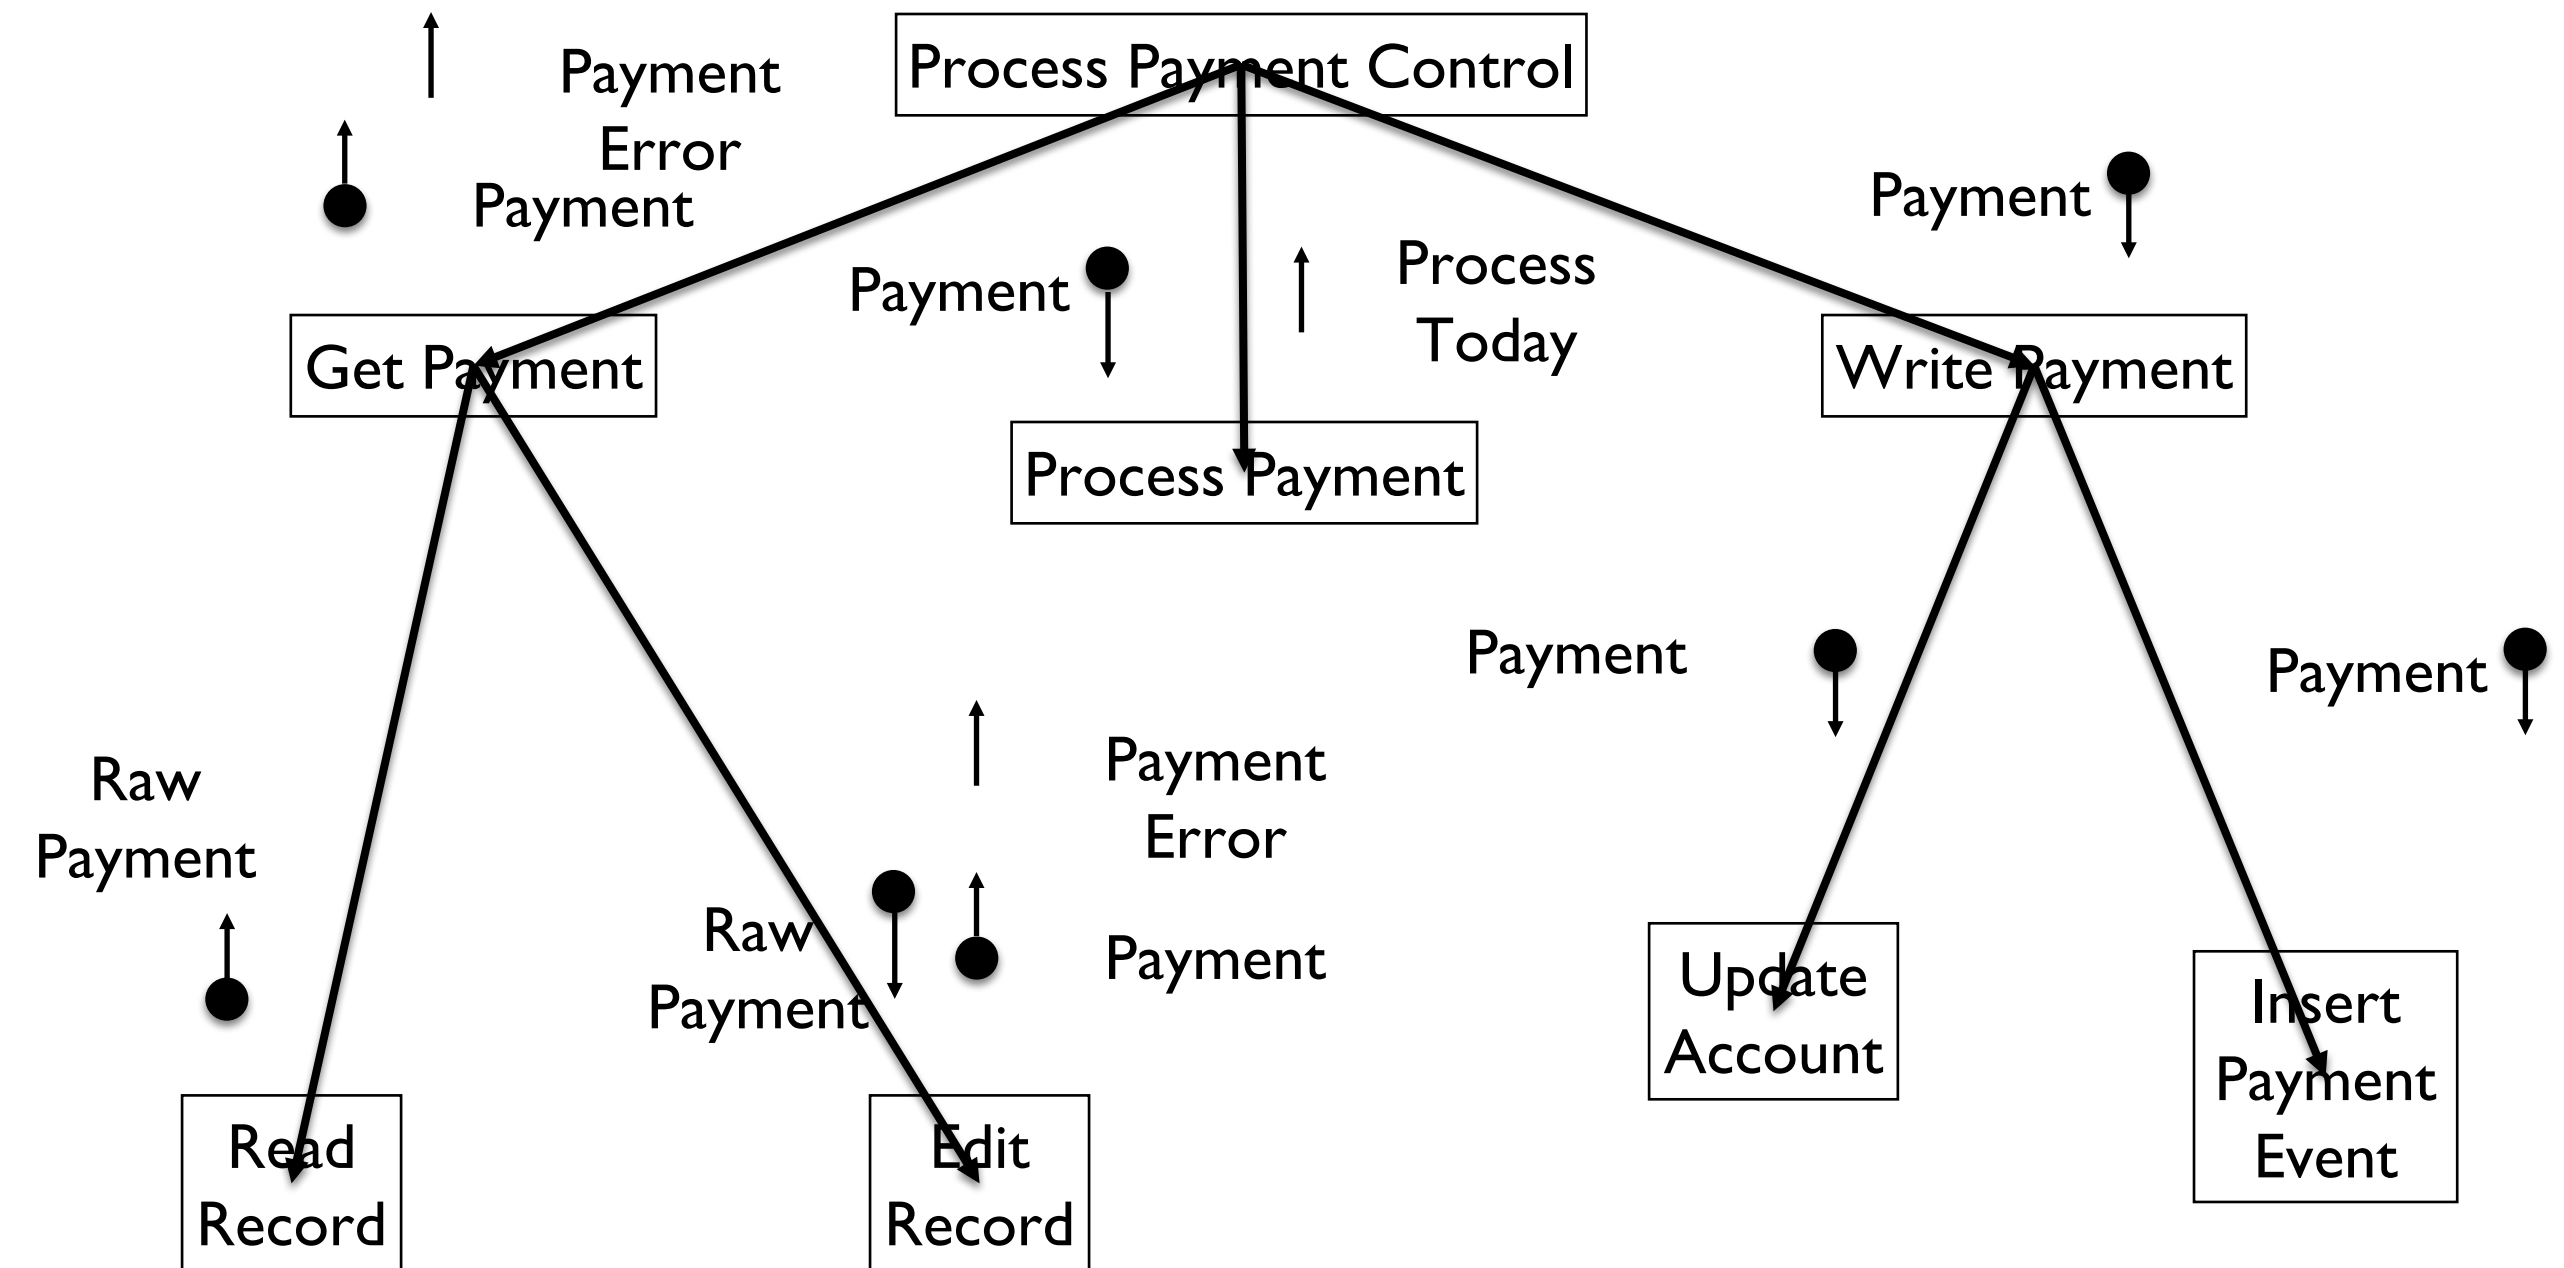 Process Payment Control
Payment
Error
Payment
Payment
Payment
Process
Today
Get Payment
Write Payment
Process Payment
Payment
Payment
Raw
Payment
Payment
Error
Raw
Payment
Payment
Update
Account
Insert
Payment
Event
Read
Record
Edit
Record